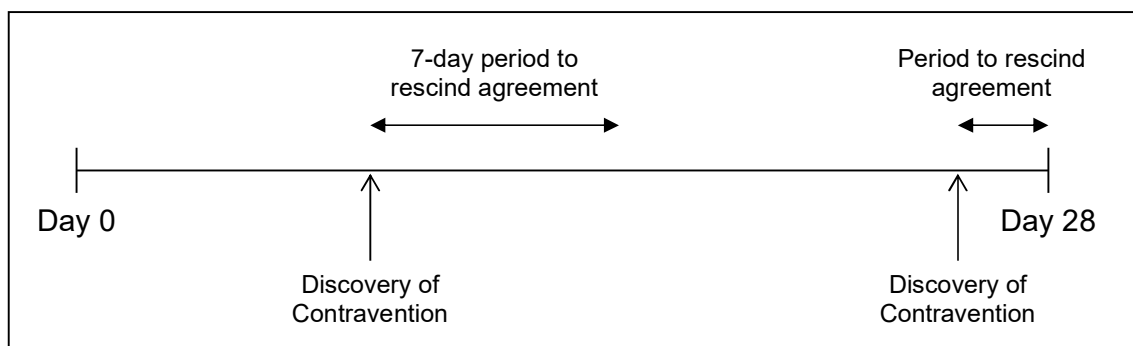 7-day period to
rescind agreement
Period to rescind
agreement
Day 0
Day 28
Discovery of
Contravention
Discovery of
Contravention